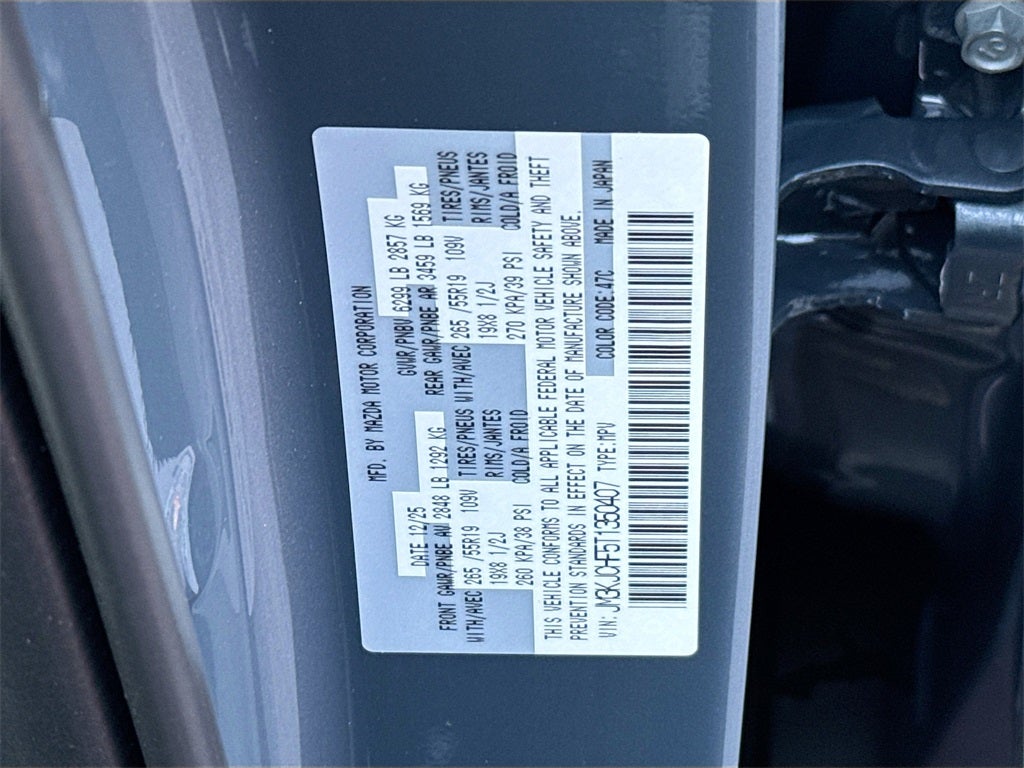 MFD. BY MAZDA MOTOR CORPORATION
DATE 12/25 GVWR/PNBV 6299 LB 2857 KG
FRONT GAWR/PNBE AV 2848 LB 1292 KG REAR GAWR/PNBE AR 3459 LB 1569 KG
WITH/AVEC 265 /55R19 109V TIRES/PNEUS WITH/AVEC 265 /55R19 109V TIRES/PNEUS
19X8 1/2J RIMS/JANTES 19X8 1/2J RIMS/JANTES
260 KPA/38 PSI COLD/A FROID 270 KPA/39 PSI COLD/A FROID
THIS VEHICLE CONFORMS TO ALL APPLICABLE FEDERAL MOTOR VEHICLE SAFETY AND THEFT
PREVENTION STANDARDS IN EFFECT ON THE DATE OF MANUFACTURE SHOWN ABOVE.
VIN: JM3KJCHF5T1350407 TYPE:MPV COLOR CODE:47C MADE IN JAPAN